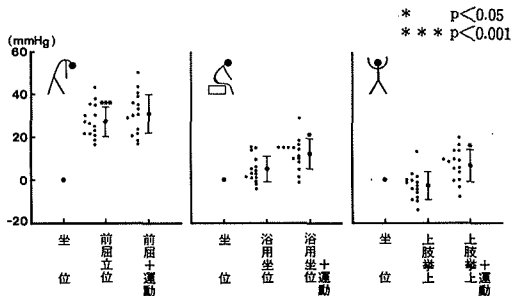 * p<0.05
* * * p<0.001
(mmHg)
60
40
20
0
-20
坐位
前屈立位
前屈+運動
坐位
浴用坐位
浴用坐位+運動
坐位
上肢挙上
上肢挙上+運動